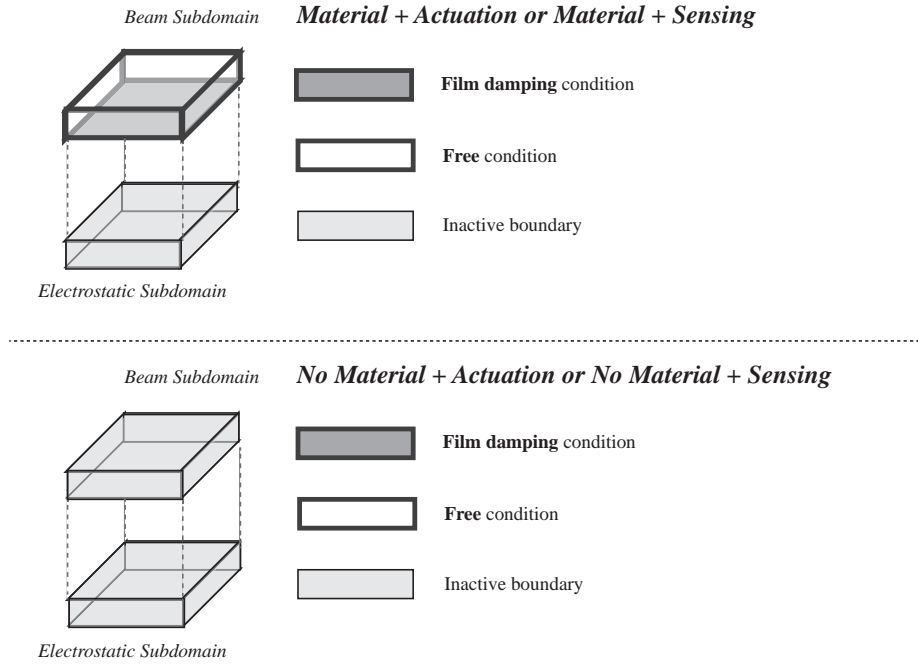 Beam Subdomain
Material + Actuation or Material + Sensing
Film damping condition
Free condition
Inactive boundary
Electrostatic Subdomain
Beam Subdomain
No Material + Actuation or No Material + Sensing
Film damping condition
Free condition
Inactive boundary
Electrostatic Subdomain